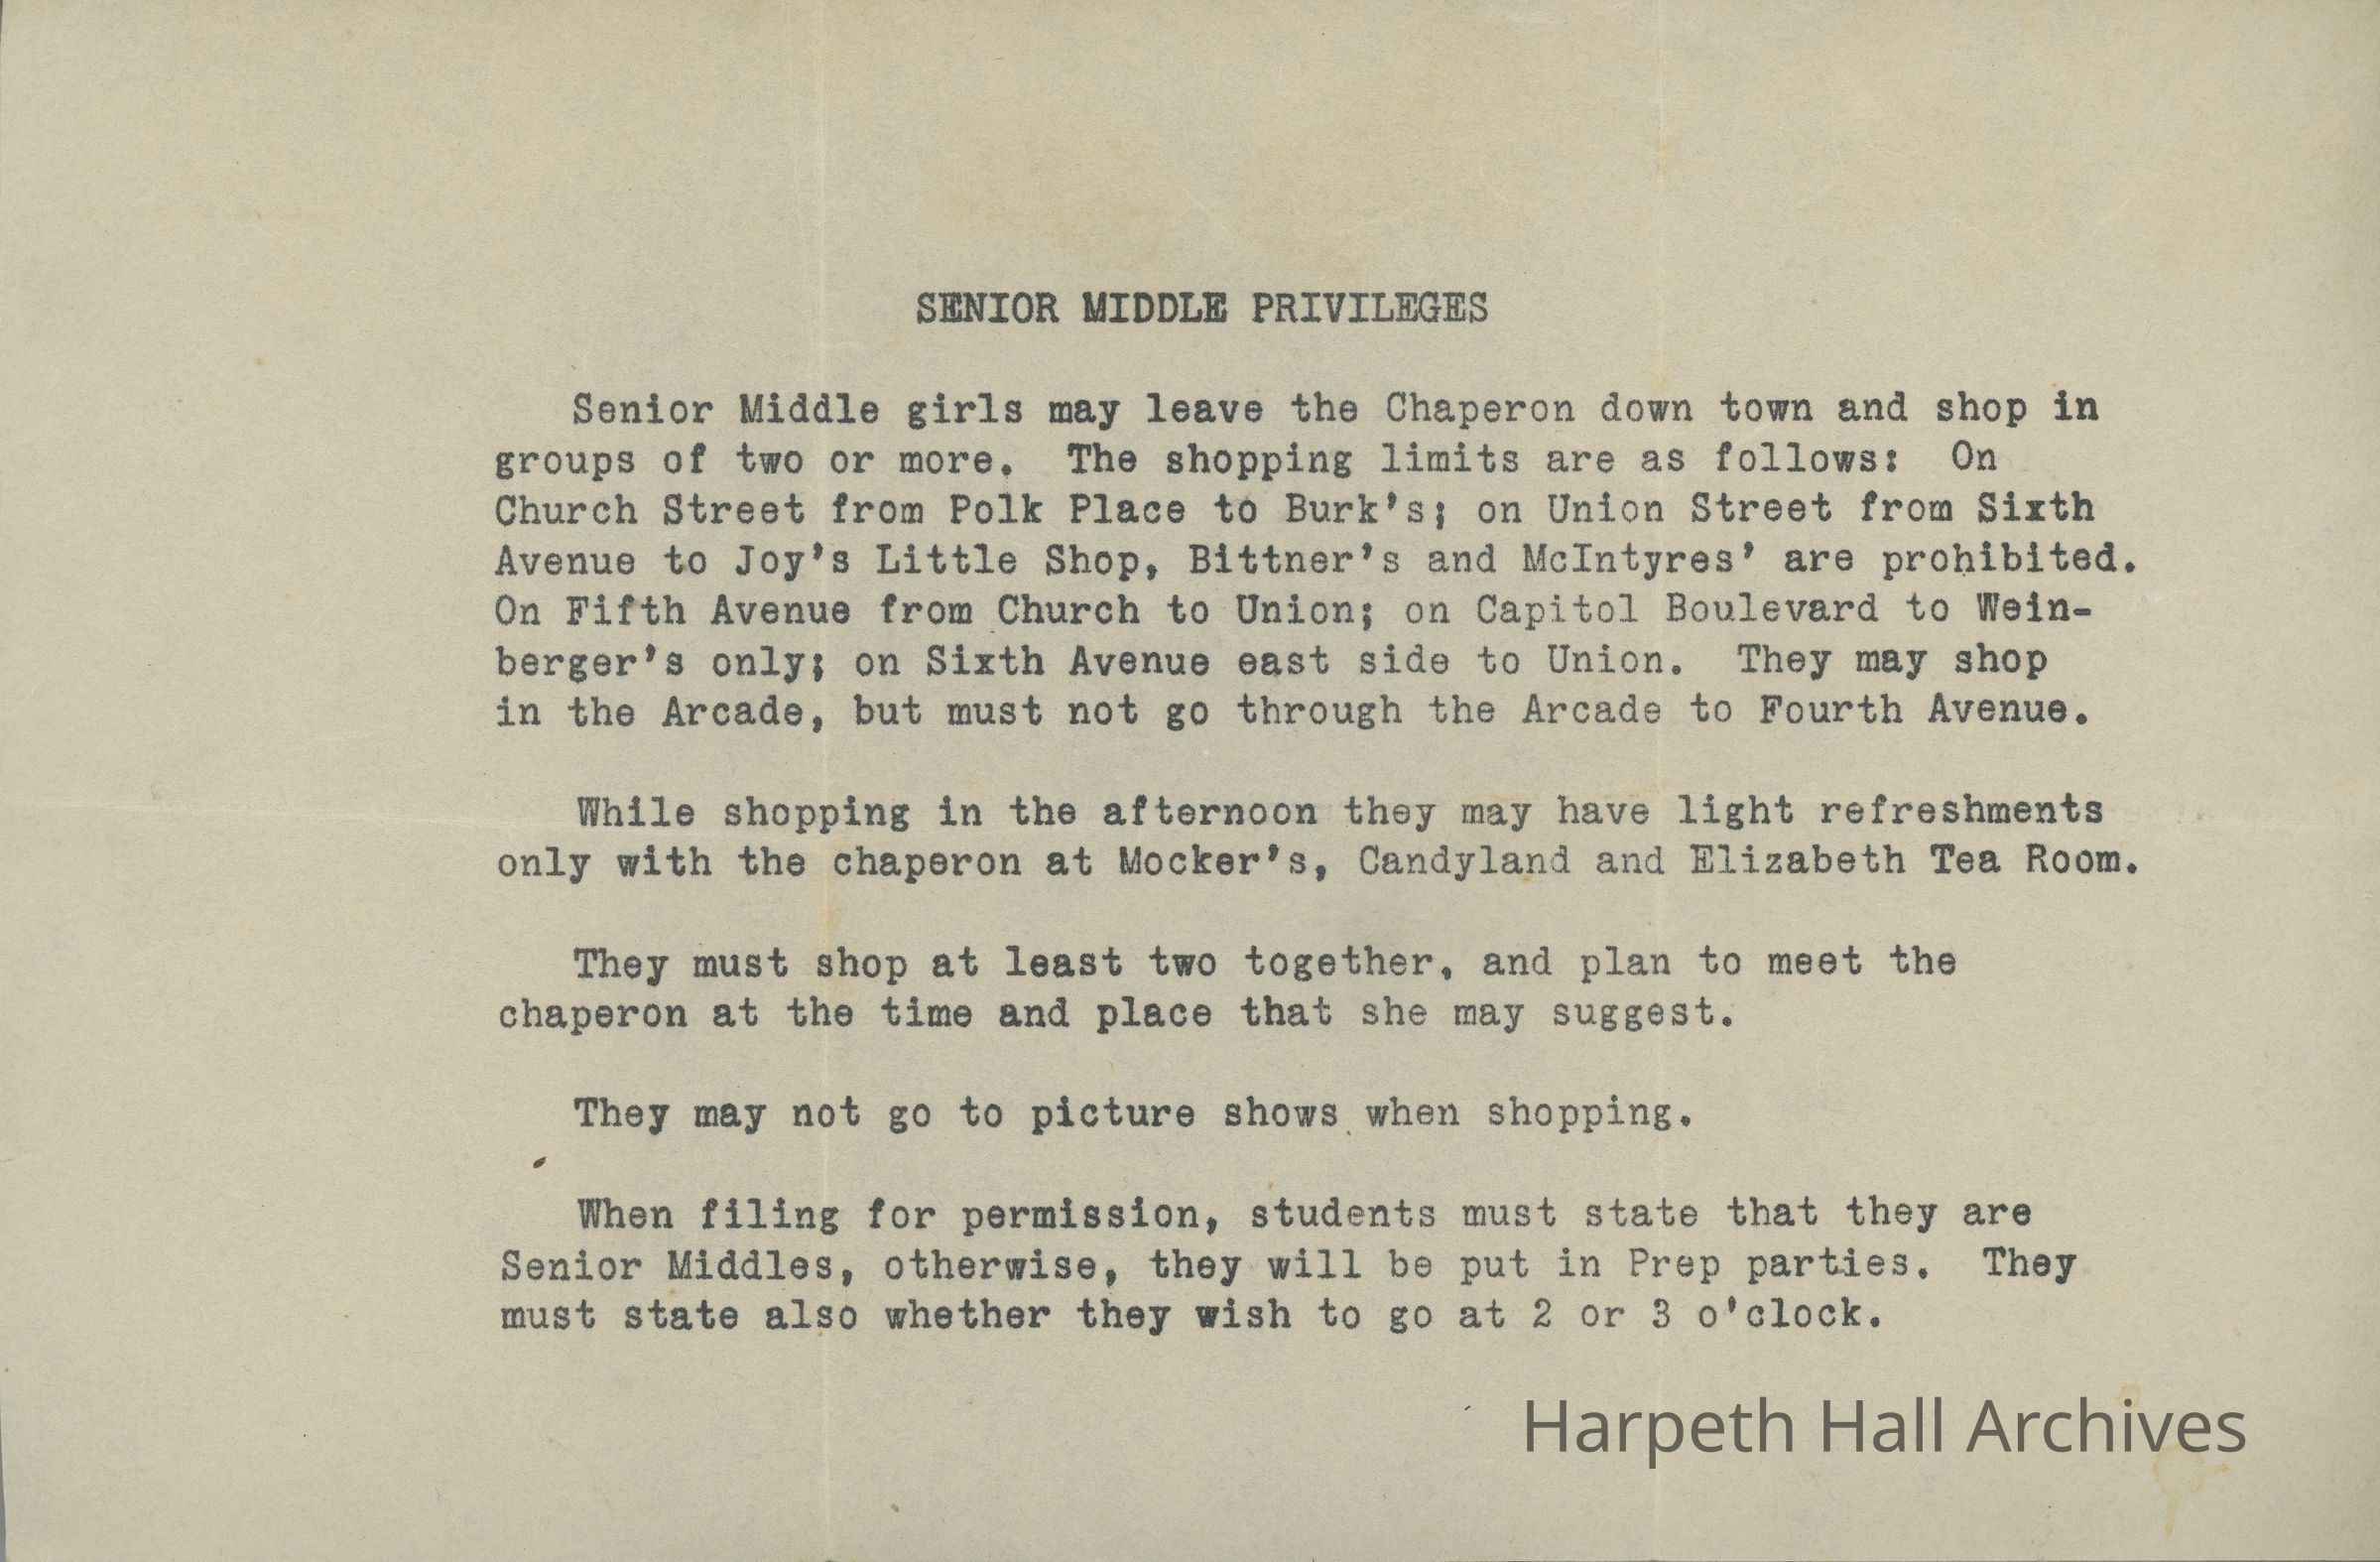 SENIOR MIDDLE PRIVILEGES
Senior Middle girls may leave the Chaperon down town and shop in
groups of two or more. The shopping limits are as follows: On
Church Street from Polk Place to Burk's; on Union Street from Sixth
Avenue to Joy's Little Shop, Bittner's and McIntyres' are prohibited.
On Fifth Avenue from Church to Union; on Capitol Boulevard to Wein-
berger's only; on Sixth Avenue east side to Union. They may shop
in the Arcade, but must not go through the Arcade to Fourth Avenue.
While shopping in the afternoon they may have light refreshments
only with the chaperon at Mocker's, Candyland and Elizabeth Tea Room.
They must shop at least two together, and plan to meet the
chaperon at the time and place that she may suggest.
They may not go to picture shows when shopping.
When filing for permission, students must state that they are
Senior Middles, otherwise, they will be put in Prep parties. They
must state also whether they wish to go at 2 or 3 o'clock.
Harpeth Hall Archives